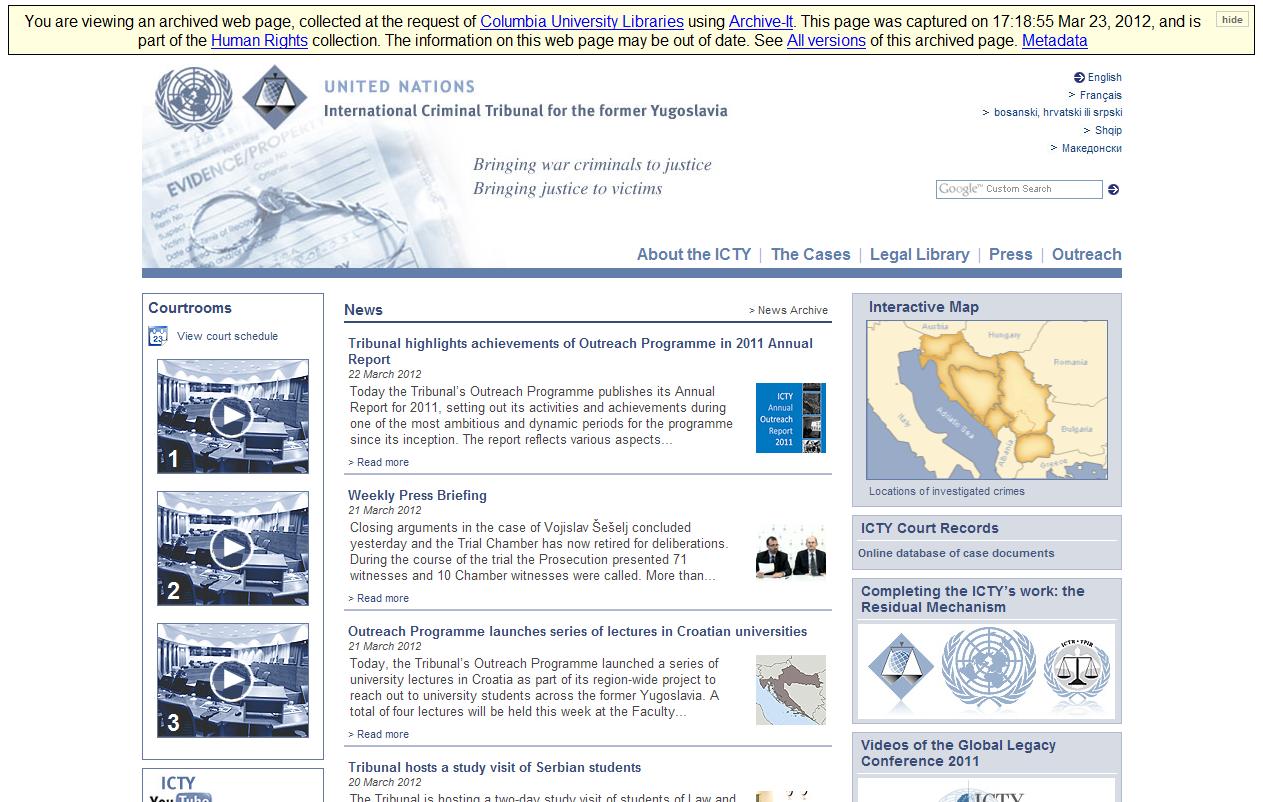 You are viewing an archived web page, collected at the request of Columbia University Libraries using Archive-It. This page was captured on 17:18:55 Mar 23, 2012, and is
part of the Human Rights collection. The information on this web page may be out of date. See All versions of this archived page. Metadata
hide
UNITED NATIONS
International Criminal Tribunal for the former Yugoslavia
English
> Français
> bosanski, hrvatski ili srpski
> Shqip
> Македонски
EVIDENCE/PROPERTY
Agency
Item No.
Suspect
Victim
Case No
Offense
Bringing war criminals to justice
Bringing justice to victims
Google™ Custom Search
About the ICTY | The Cases | Legal Library | Press | Outreach
Courtrooms
23
View court schedule
1
2
3
ICTY
You Tube
News
> News Archive
Tribunal highlights achievements of Outreach Programme in 2011 Annual
Report
22 March 2012
Today the Tribunal's Outreach Programme publishes its Annual
Report for 2011, setting out its activities and achievements during
one of the most ambitious and dynamic periods for the programme
since its inception. The report reflects various aspects...
ICTY
Annual
Outreach
Report
2011
> Read more
Weekly Press Briefing
21 March 2012
Closing arguments in the case of Vojislav Šešelj concluded
yesterday and the Trial Chamber has now retired for deliberations.
During the course of the trial the Prosecution presented 71
witnesses and 10 Chamber witnesses were called. More than...
> Read more
Outreach Programme launches series of lectures in Croatian universities
21 March 2012
Today, the Tribunal's Outreach Programme launched a series of
university lectures in Croatia as part of its region-wide project to
reach out to university students across the former Yugoslavia. A
total of four lectures will be held this week at the Faculty...
> Read more
Tribunal hosts a study visit of Serbian students
20 March 2012
The Tribunal is hosting a two-day study visit of students of Law and
Interactive Map
Austria
Hungary
Romania
Italy
Adriatic Sea
Bulgaria
Albania
Greece
Locations of investigated crimes
ICTY Court Records
Online database of case documents
Completing the ICTY's work: the
Residual Mechanism
ICTR • TPIR
Videos of the Global Legacy
Conference 2011
ICTY